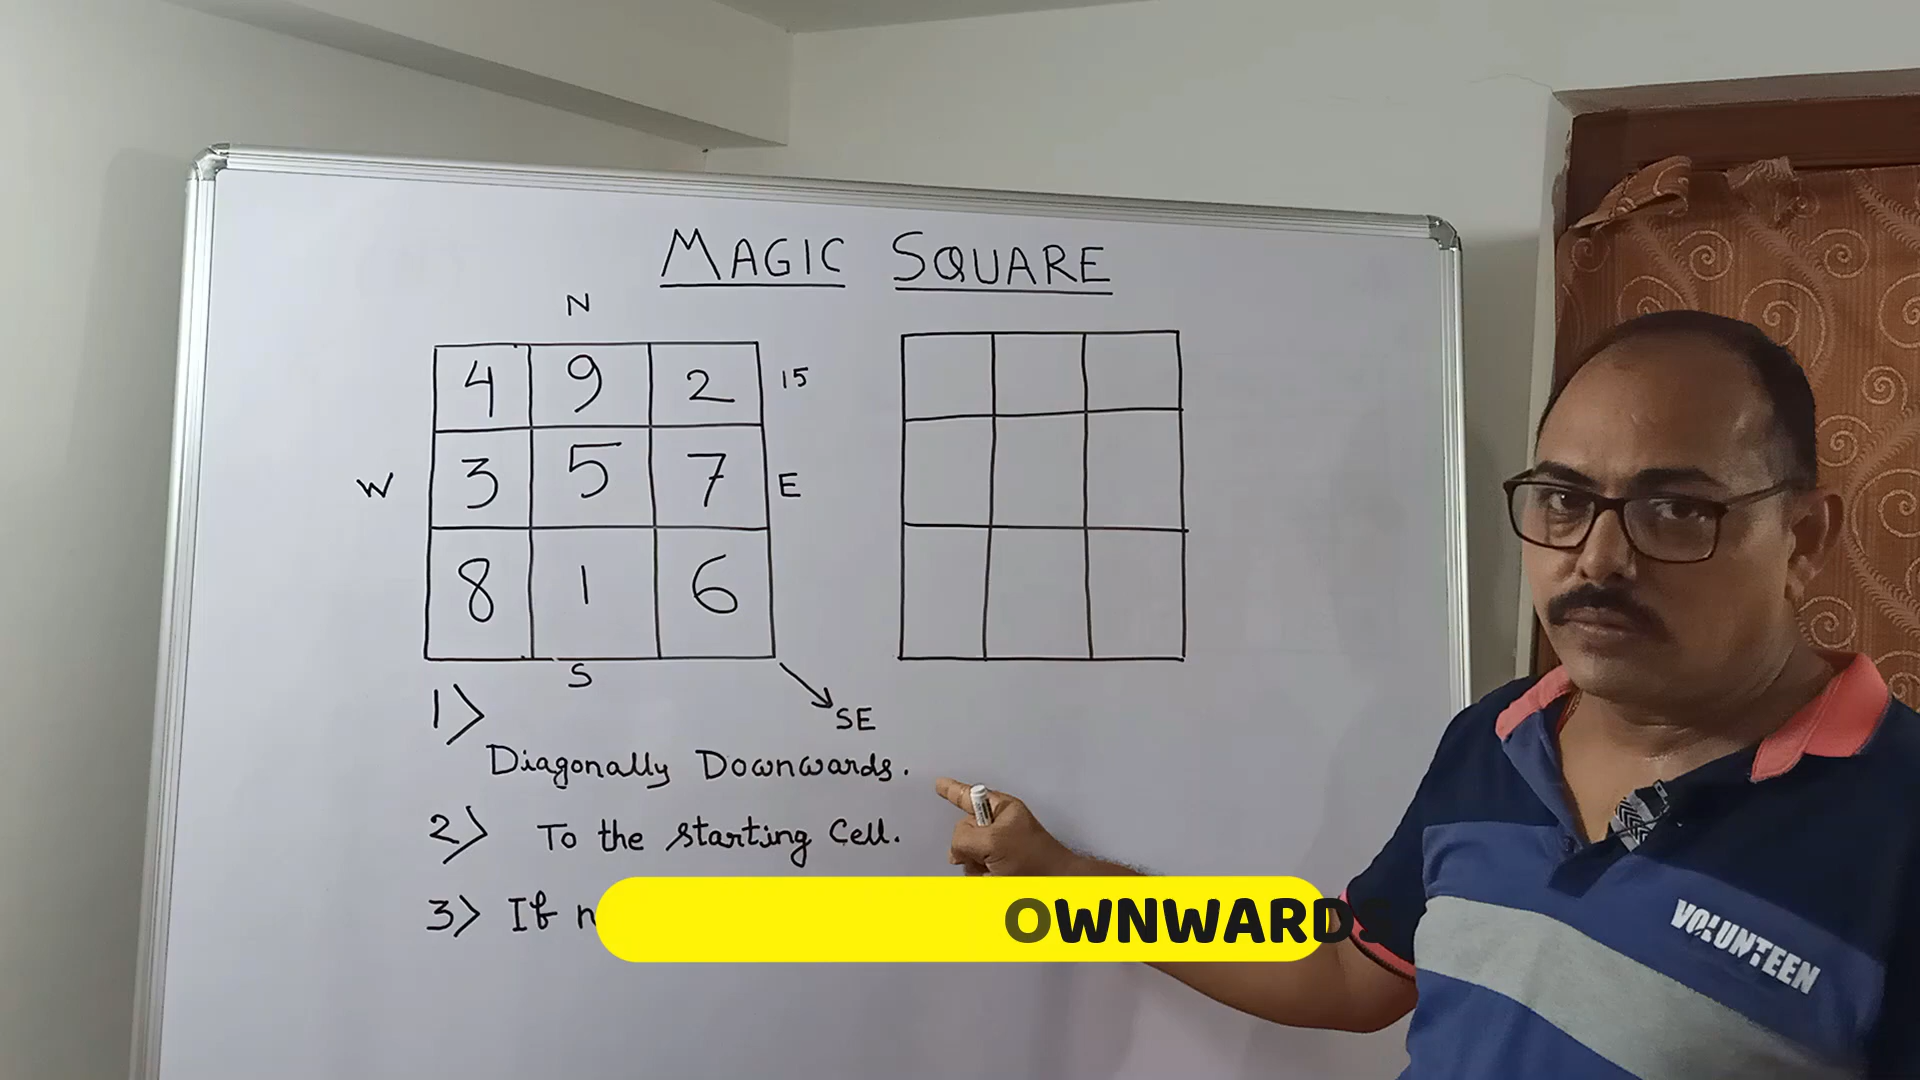 MAGIC SQUARE
N
4 9 2 15
W 3 5 7 E
8 1 6
S
SE
1>
Diagonally Downwards.
2> To the starting Cell.
3> If
OWNWARDS
VOLUNTEEN